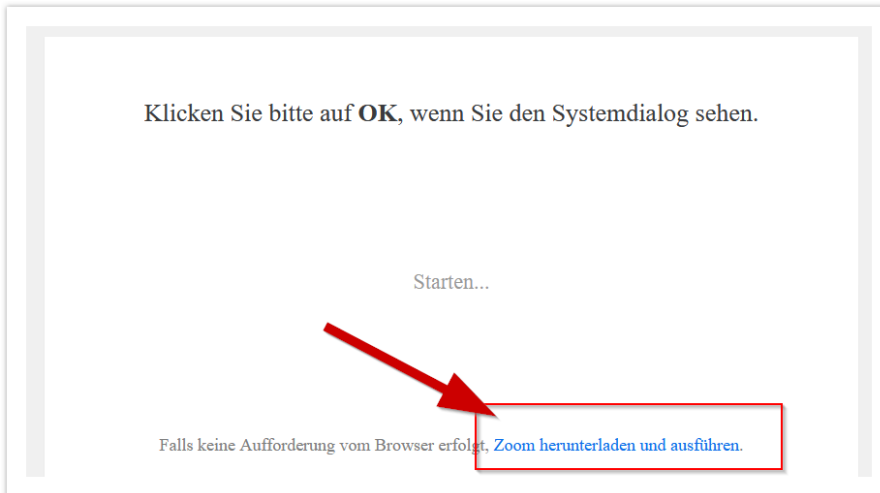 Klicken Sie bitte auf OK, wenn Sie den Systemdialog sehen.
Starten...
Falls keine Aufforderung vom Browser erfolgt, Zoom herunterladen und ausführen.